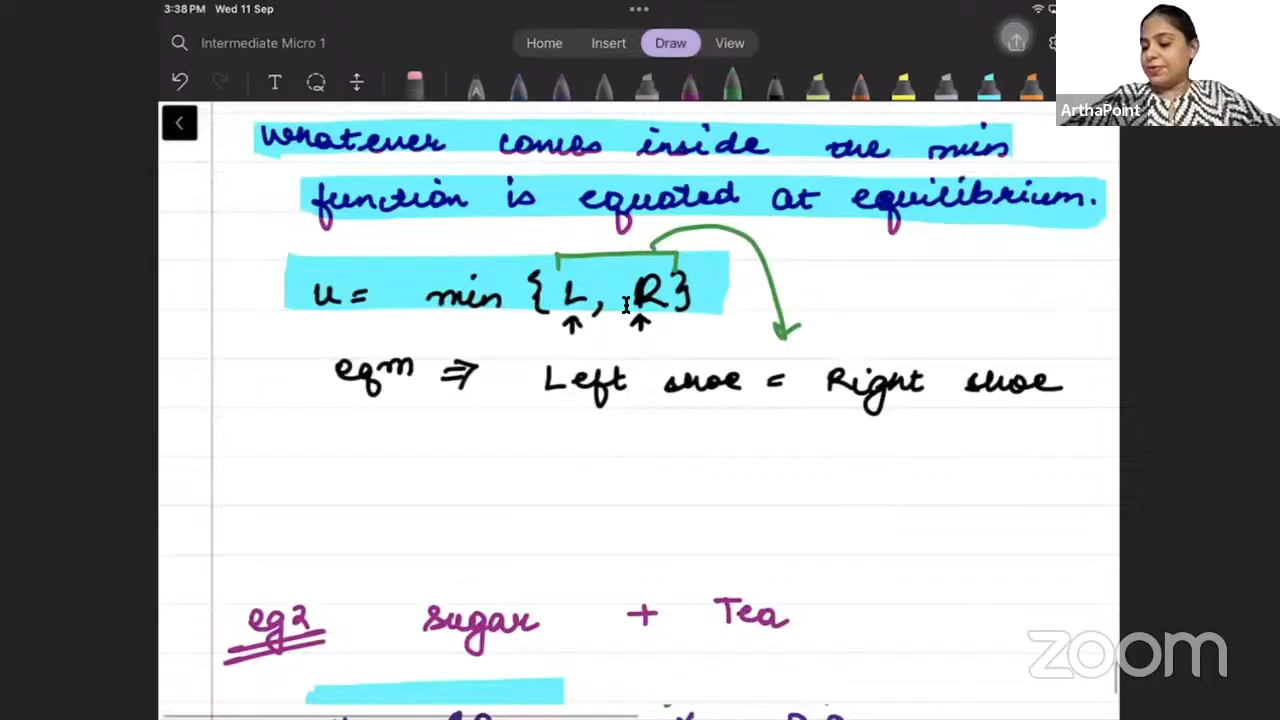 3:38 PM Wed 11 Sep
Intermediate Micro 1
Home Insert Draw View
ArthaPoint
Whatever comes inside the min
function is equated at equilibrium.
u = min {L, R}
eqm ⇒ Left shoe = Right shoe
eg2 Sugar + Tea
zoom